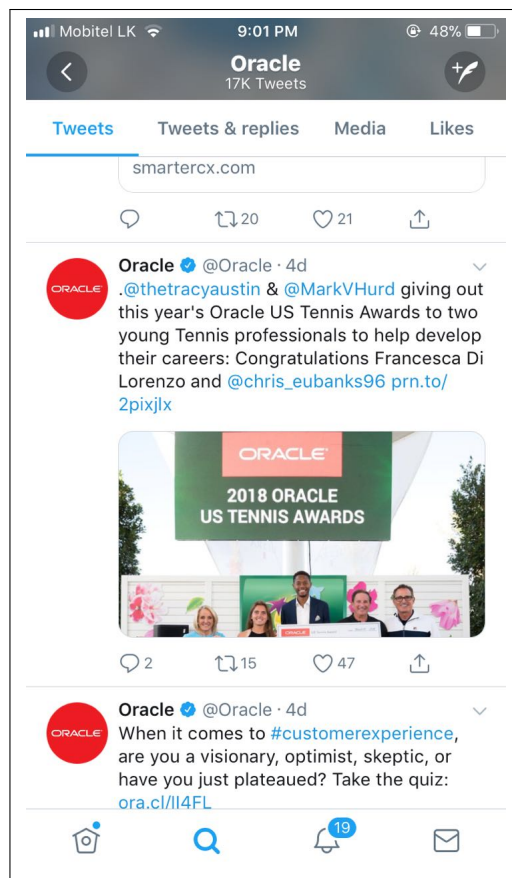 Mobitel LK 9:01 PM 48%
Oracle
17K Tweets
Tweets Tweets & replies Media Likes
smartercx.com
20 21
Oracle @Oracle · 4d
ORACLE
.@thetracyaustin & @MarkVHurd giving out
this year's Oracle US Tennis Awards to two
young Tennis professionals to help develop
their careers: Congratulations Francesca Di
Lorenzo and @chris_eubanks96 prn.to/
2pixjlx
ORACLE
2018 ORACLE
US TENNIS AWARDS
ORACLE
2 15 47
Oracle @Oracle · 4d
ORACLE
When it comes to #customerexperience,
are you a visionary, optimist, skeptic, or
have you just plateaued? Take the quiz:
ora.cl/lI4FL
19